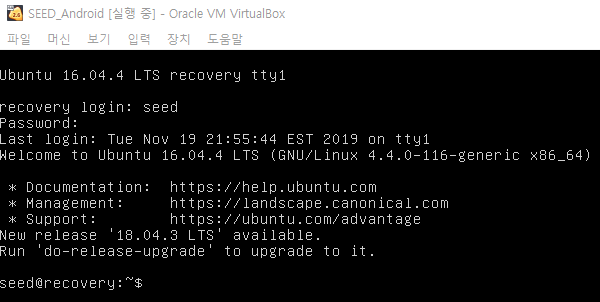 SEED_Android [실행 중] - Oracle VM VirtualBox
파일 머신 보기 입력 장치 도움말
Ubuntu 16.04.4 LTS recovery tty1
recovery login: seed
Password:
Last login: Tue Nov 19 21:55:44 EST 2019 on tty1
Welcome to Ubuntu 16.04.4 LTS (GNU/Linux 4.4.0-116-generic x86_64)
* Documentation:  https://help.ubuntu.com
* Management:     https://landscape.canonical.com
* Support:        https://ubuntu.com/advantage
New release '18.04.3 LTS' available.
Run 'do-release-upgrade' to upgrade to it.
seed@recovery:~$